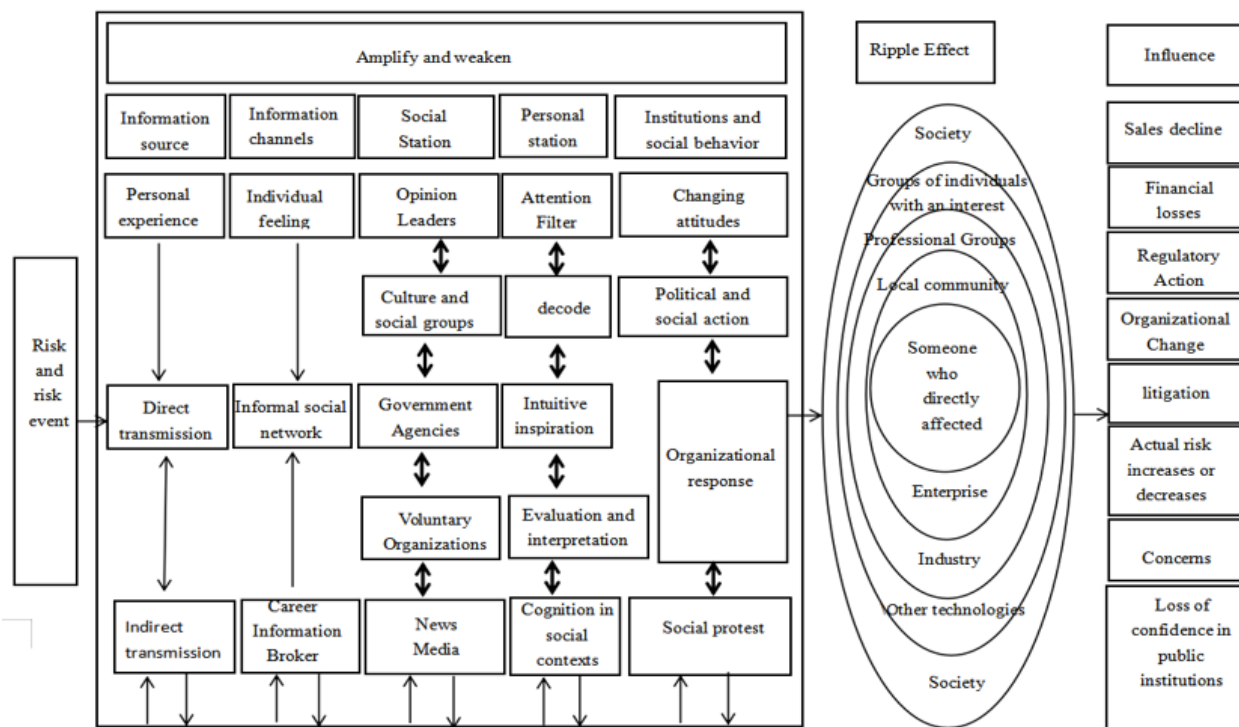 Amplify and weaken
Ripple Effect
Influence
Information
source
Information
channels
Social
Station
Personal
station
Institutions and
social behavior
Personal
experience
Individual
feeling
Opinion
Leaders
Attention
Filter
Changing
attitudes
Culture and
social groups
decode
Political and
social action
Risk
and
risk
event
Direct
transmission
Informal social
network
Government
Agencies
Intuitive
inspiration
Organizational
response
Voluntary
Organizations
Evaluation and
interpretation
Indirect
transmission
Career
Information
Broker
News
Media
Cognition in
social
contexts
Social protest
Society
Groups of individuals
with an interest
Professional Groups
Local community
Someone
who
directly
affected
Enterprise
Industry
Other technologies
Society
Sales decline
Financial
losses
Regulatory
Action
Organizational
Change
litigation
Actual risk
increases or
decreases
Concerns
Loss of
confidence in
public
institutions